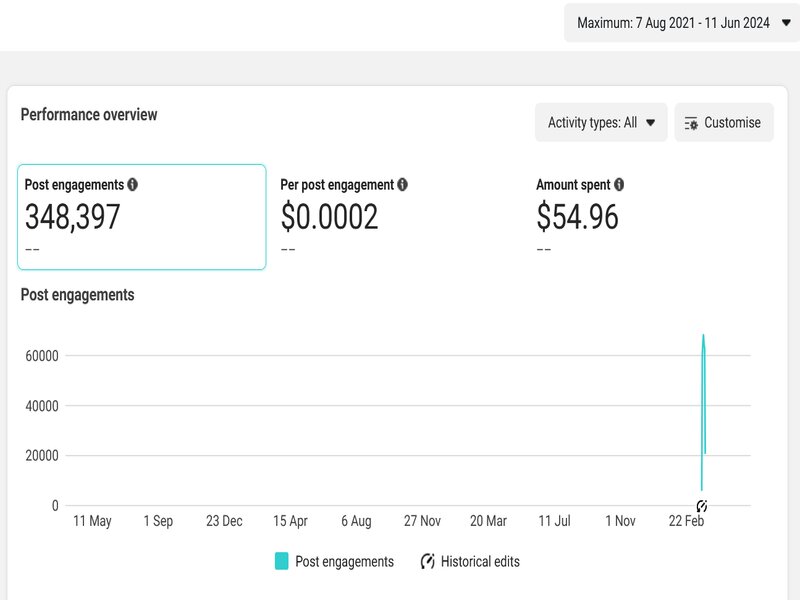 Maximum: 7 Aug 2021 - 11 Jun 2024
Performance overview
Activity types: All
Customise
Post engagements
348,397
--
Per post engagement
$0.0002
--
Amount spent
$54.96
--
Post engagements
60000
40000
20000
0
11 May 1 Sep 23 Dec 15 Apr 6 Aug 27 Nov 20 Mar 11 Jul 1 Nov 22 Feb
Post engagements Historical edits